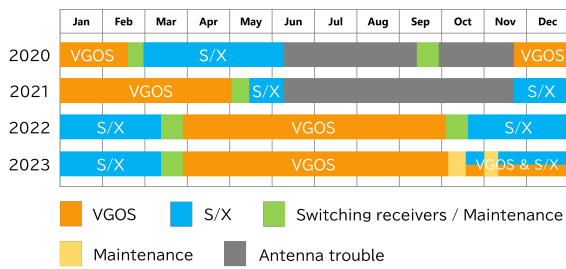 Jan Feb Mar Apr May Jun Jul Aug Sep Oct Nov Dec
2020 VGOS S/X VGOS
2021 VGOS S/X S/X
2022 S/X VGOS S/X
2023 S/X VGOS VGOS & S/X
VGOS S/X Switching receivers / Maintenance
Maintenance Antenna trouble